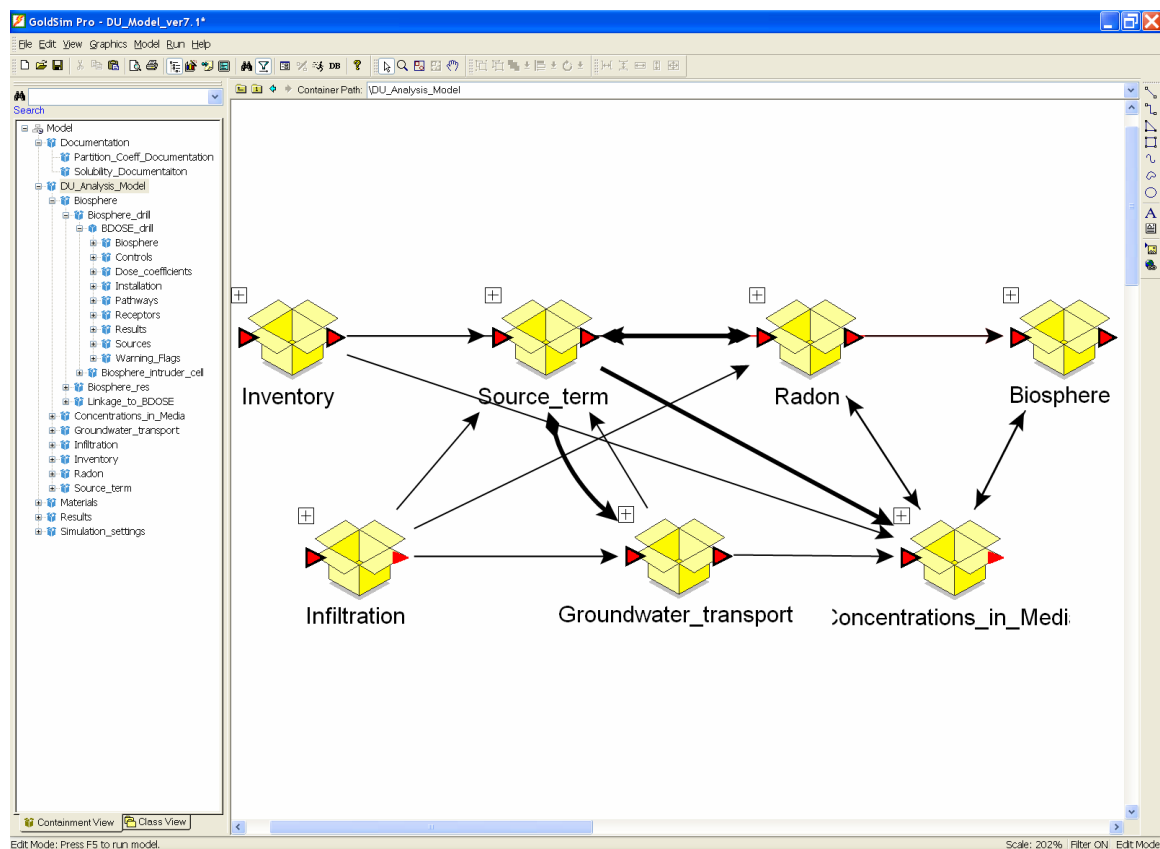 GoldSim Pro - DU_Model_ver7.1*
File Edit View Graphics Model Run Help
DB
Container Path: \DU_Analysis_Model
Search
Model
Documentation
Partition_Coeff_Documentation
Solubility_Documentaiton
DU_Analysis_Model
Biosphere
Biosphere_drill
BDOSE_drill
Biosphere
Controls
Dose_coefficients
Installation
Pathways
Receptors
Results
Sources
Warning_Flags
Biosphere_intruder_cell
Biosphere_res
Linkage_to_BDOSE
Concentrations_in_Media
Groundwater_transport
Infiltration
Inventory
Radon
Source_term
Materials
Results
Simulation_settings
Inventory
Source_term
Radon
Biosphere
Infiltration
Groundwater_transport
Concentrations_in_Medi
Containment View Class View
Edit Mode: Press F5 to run model.
Scale: 202% Filter ON Edit Mode